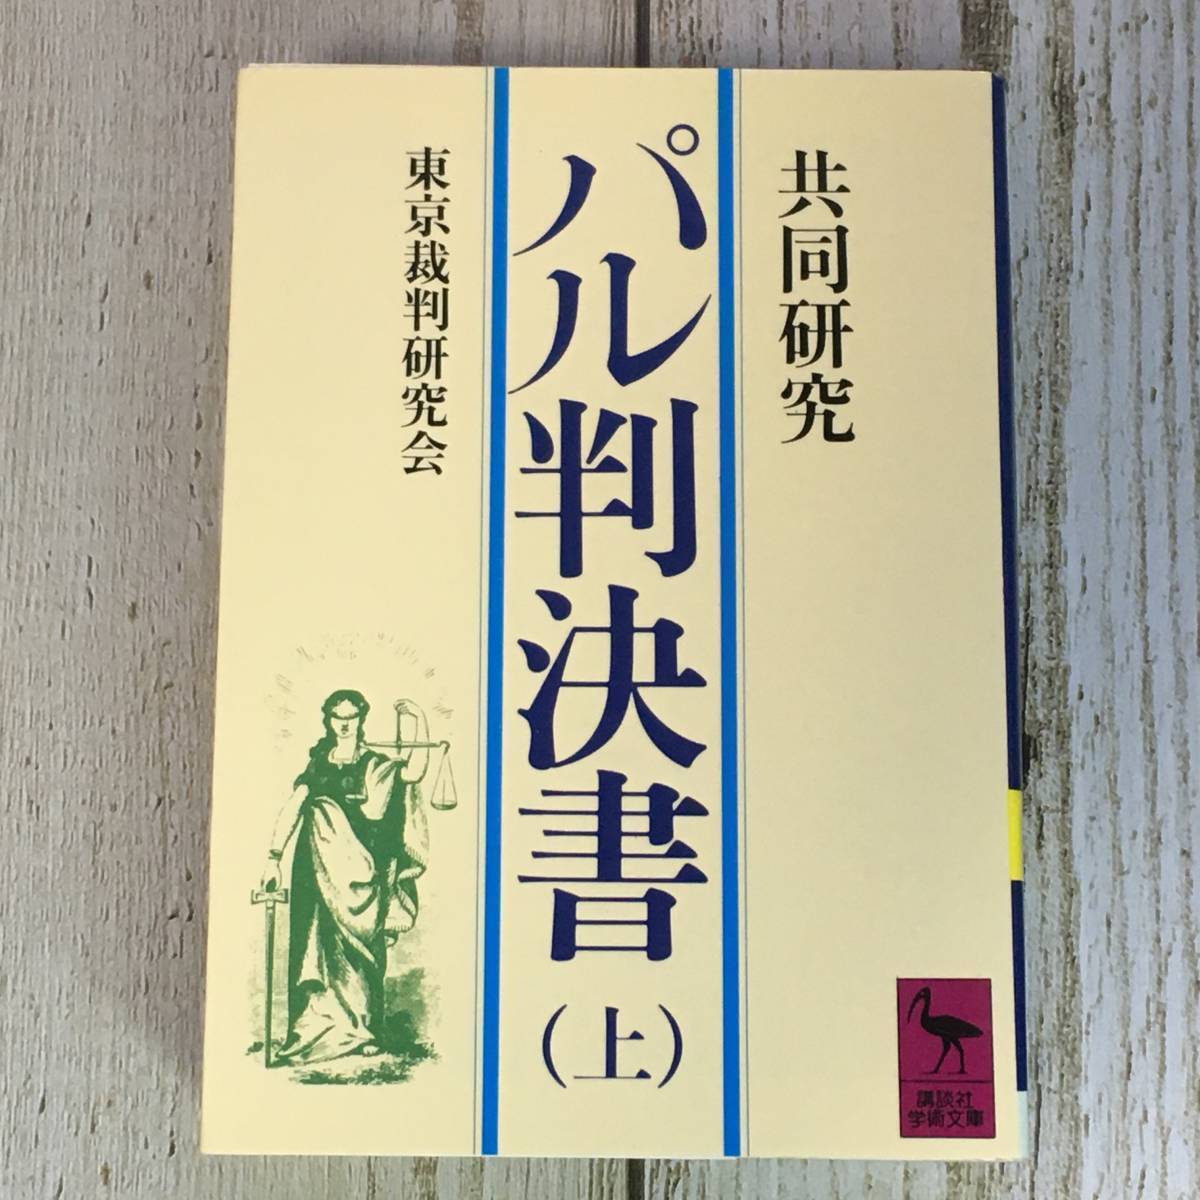 共同研究
パル判決書(上)
東京裁判研究会
講談社
学術文庫